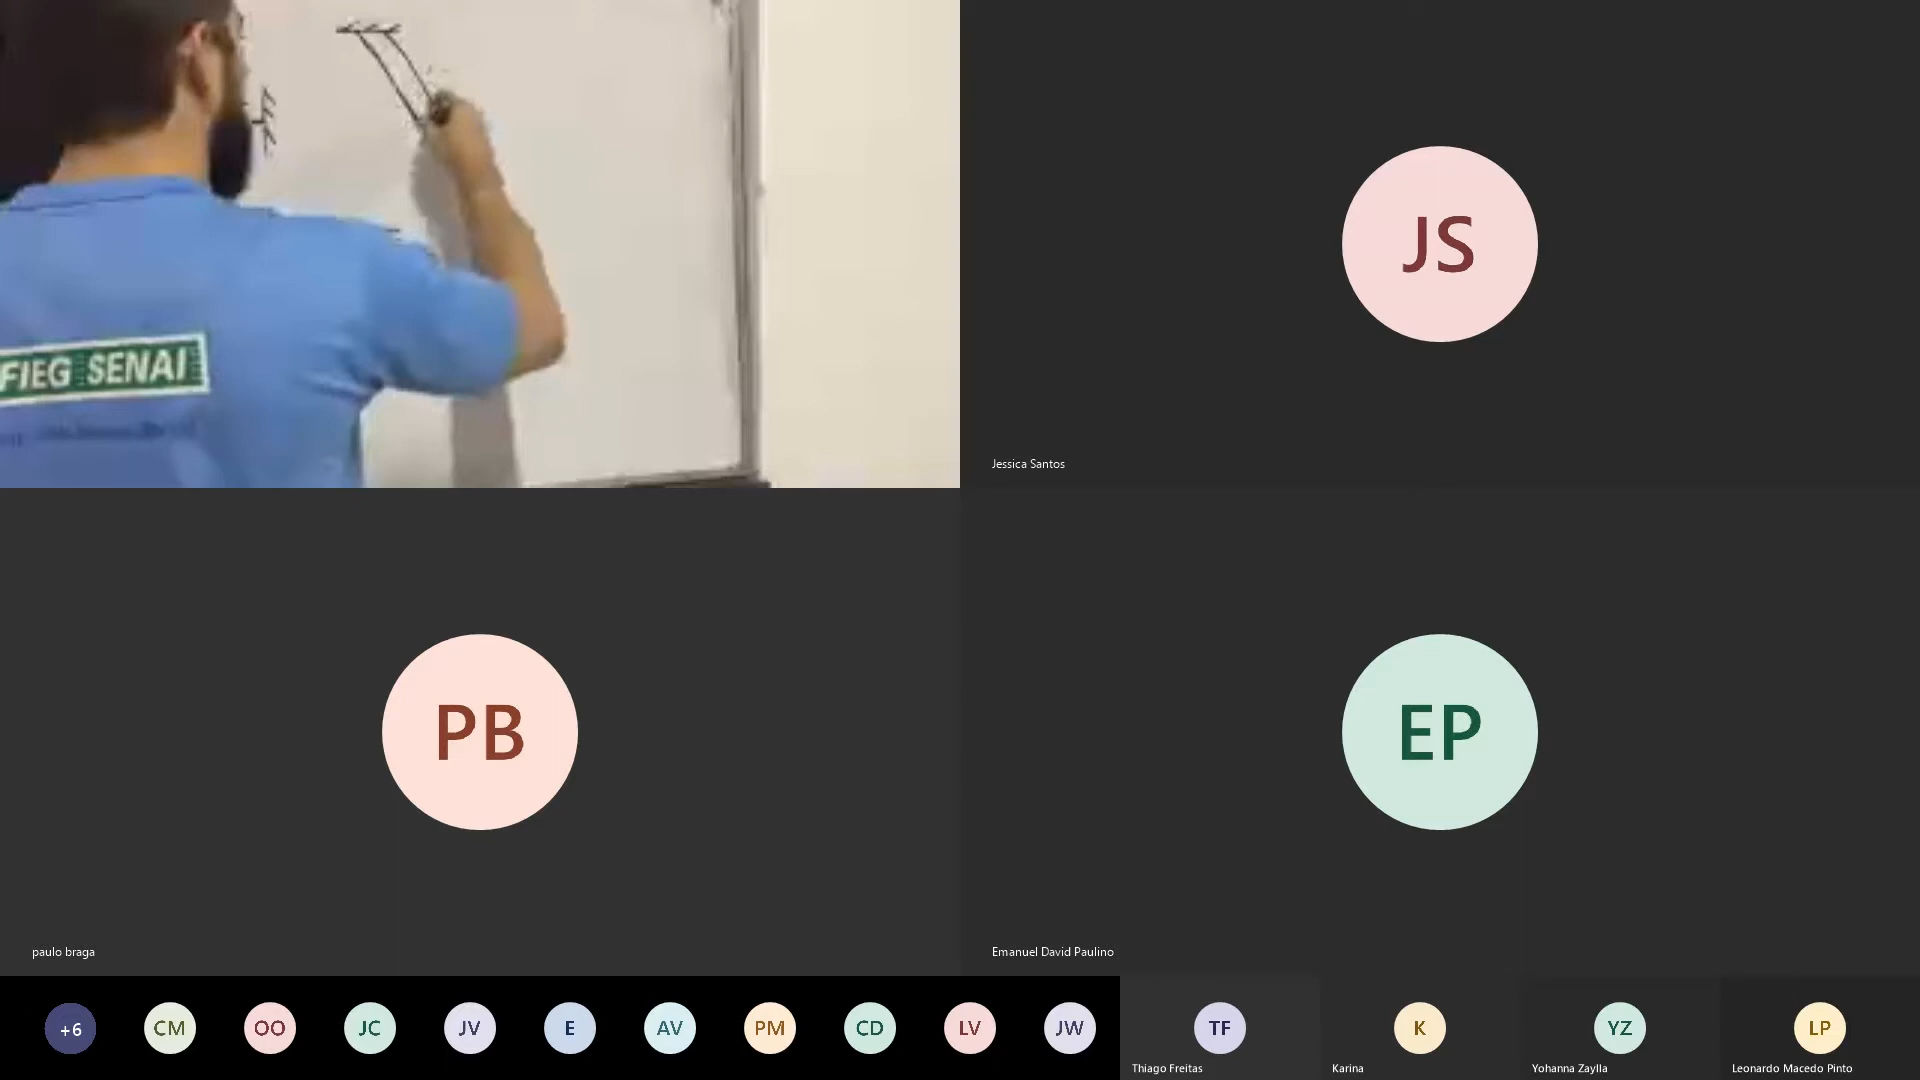 FIEG SENAI
JS
Jessica Santos
PB
paulo braga
EP
Emanuel David Paulino
+6
CM
OO
JC
JV
E
AV
PM
CD
LV
JW
TF
Thiago Freitas
K
Karina
YZ
Yohanna Zaylla
LP
Leonardo Macedo Pinto